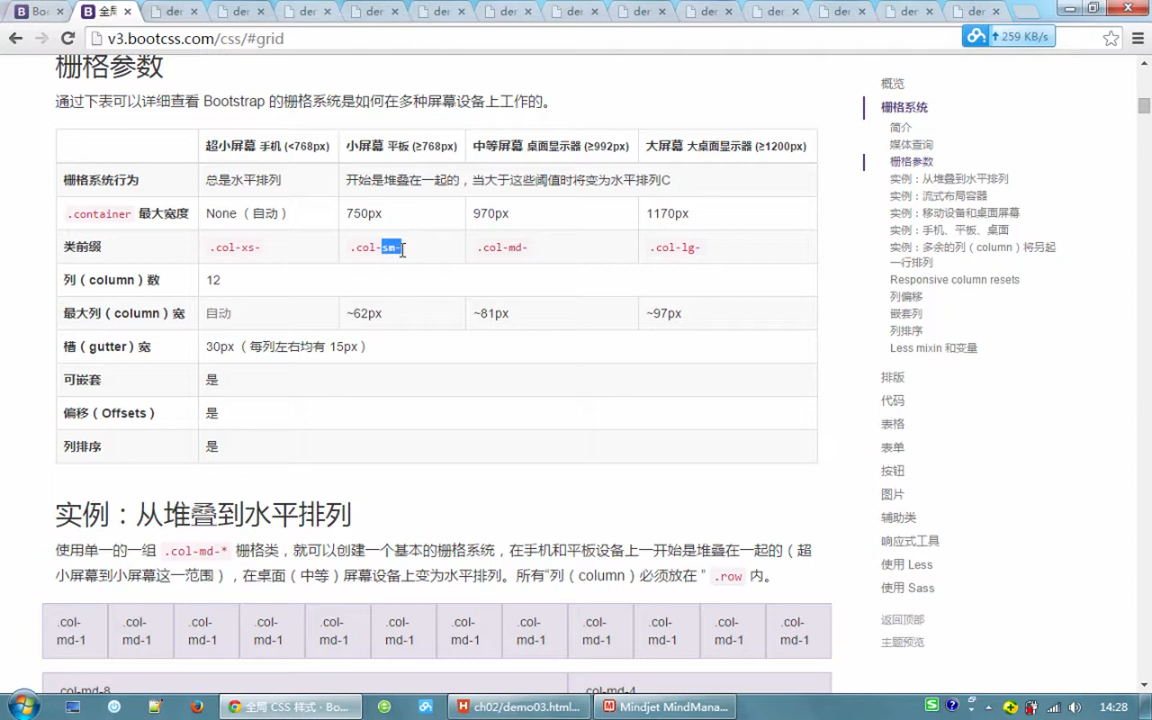 Boo
全局
der
der
der
der
der
der
der
der
der
der
der
der
der
v3.bootcss.com/css/#grid
259 KB/s
栅格参数
通过下表可以详细查看 Bootstrap 的栅格系统是如何在多种屏幕设备上工作的。
超小屏幕 手机 (<768px) 小屏幕 平板 (≥768px) 中等屏幕 桌面显示器 (≥992px) 大屏幕 大桌面显示器 (≥1200px)
栅格系统行为 总是水平排列 开始是堆叠在一起的，当大于这些阈值时将变为水平排列C
.container 最大宽度 None（自动） 750px 970px 1170px
类前缀 .col-xs- .col-sm- .col-md- .col-lg-
列（column）数 12
最大列（column）宽 自动 ~62px ~81px ~97px
槽（gutter）宽 30px（每列左右均有 15px）
可嵌套 是
偏移（Offsets） 是
列排序 是
实例：从堆叠到水平排列
使用单一的一组 .col-md-* 栅格类，就可以创建一个基本的栅格系统，在手机和平板设备上一开始是堆叠在一起的（超
小屏幕到小屏幕这一范围），在桌面（中等）屏幕设备上变为水平排列。所有“列（column）必须放在 ” .row 内。
.col- .col- .col- .col- .col- .col- .col- .col- .col- .col- .col- .col-
md-1 md-1 md-1 md-1 md-1 md-1 md-1 md-1 md-1 md-1 md-1 md-1
.col-md-8 .col-md-4
概览
栅格系统
简介
媒体查询
栅格参数
实例：从堆叠到水平排列
实例：流式布局容器
实例：移动设备和桌面屏幕
实例：手机、平板、桌面
实例：多余的列（column）将另起
一行排列
Responsive column resets
列偏移
嵌套列
列排序
Less mixin 和变量
排版
代码
表格
表单
按钮
图片
辅助类
响应式工具
使用 Less
使用 Sass
返回顶部
主题预览
全局 CSS 样式 · Bo...
ch02/demo03.html...
Mindjet MindMana...
14:28